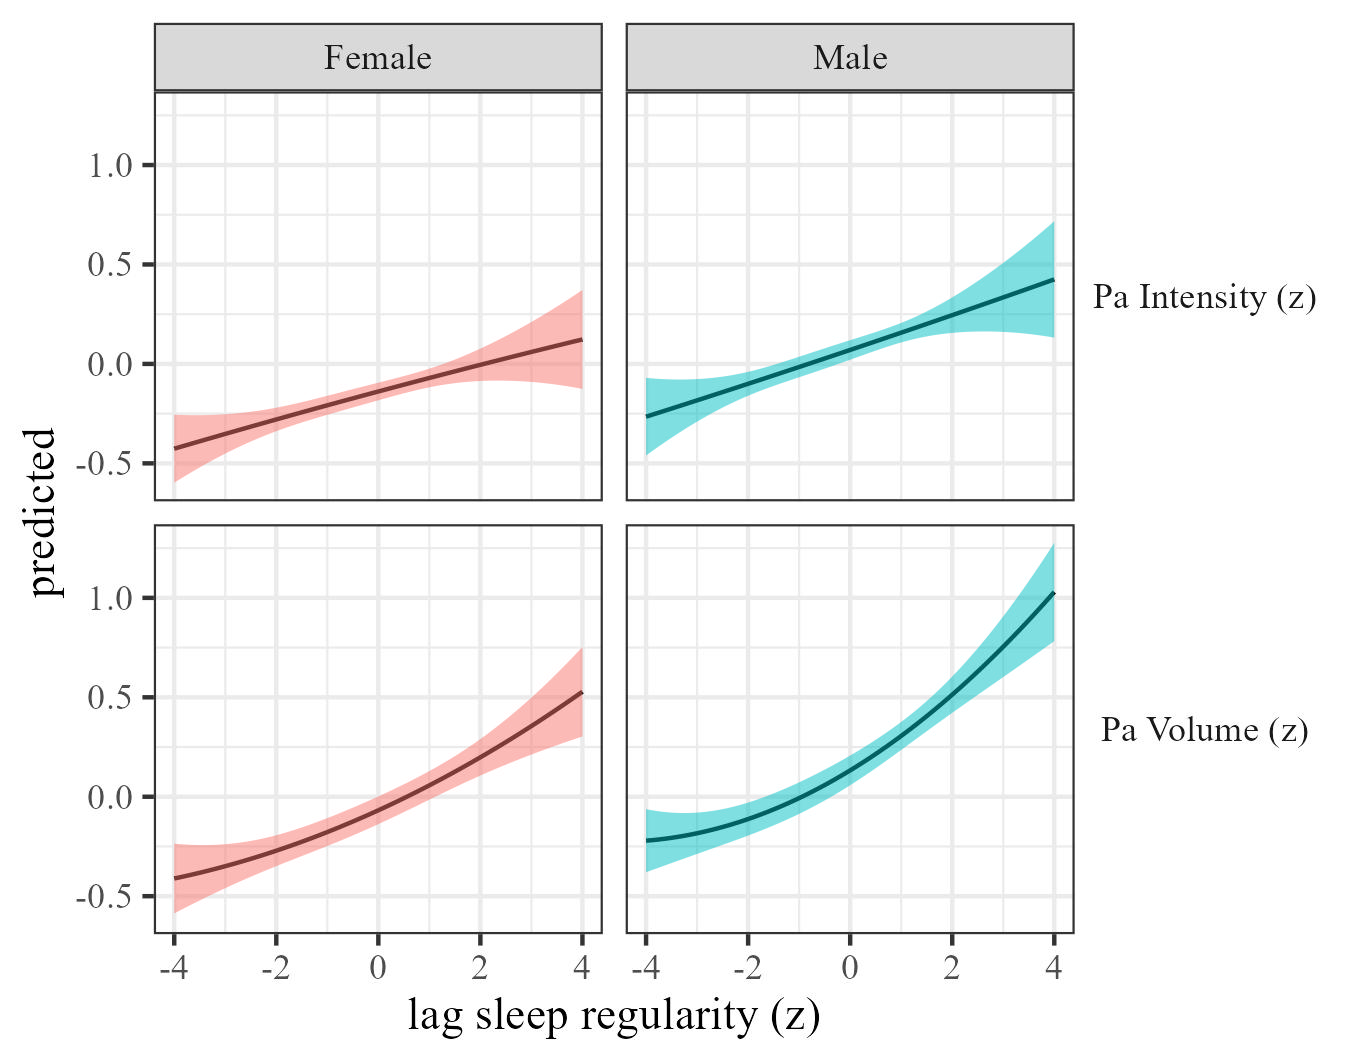 Female Male
1.0
0.5
0.0
-0.5
Pa Intensity (z)
predicted
1.0
0.5
0.0
-0.5
Pa Volume (z)
-4 -2 0 2 4 -4 -2 0 2 4
lag sleep regularity (z)